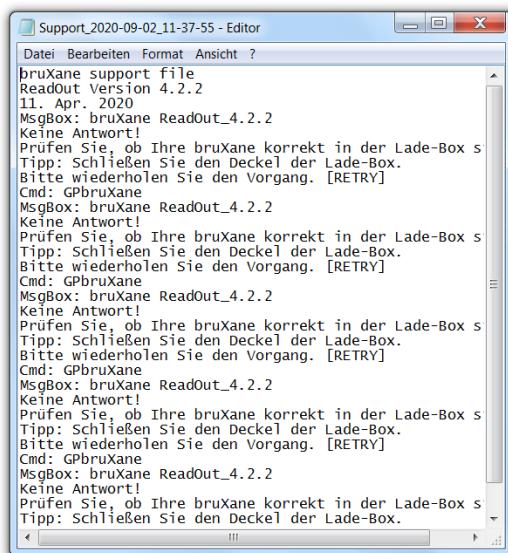 Support_2020-09-02_11-37-55 - Editor
Datei Bearbeiten Format Ansicht ?
bruXane support file
ReadOut Version 4.2.2
11. Apr. 2020
MsgBox: bruXane ReadOut_4.2.2
Keine Antwort!
Prüfen Sie, ob Ihre bruXane korrekt in der Lade-Box s
Tipp: Schließen Sie den Deckel der Lade-Box.
Bitte wiederholen Sie den Vorgang. [RETRY]
Cmd: GPbruXane
MsgBox: bruXane ReadOut_4.2.2
Keine Antwort!
Prüfen Sie, ob Ihre bruXane korrekt in der Lade-Box s
Tipp: Schließen Sie den Deckel der Lade-Box.
Bitte wiederholen Sie den Vorgang. [RETRY]
Cmd: GPbruXane
MsgBox: bruXane ReadOut_4.2.2
Keine Antwort!
Prüfen Sie, ob Ihre bruXane korrekt in der Lade-Box s
Tipp: Schließen Sie den Deckel der Lade-Box.
Bitte wiederholen Sie den Vorgang. [RETRY]
Cmd: GPbruXane
MsgBox: bruXane ReadOut_4.2.2
Keine Antwort!
Prüfen Sie, ob Ihre bruXane korrekt in der Lade-Box s
Tipp: Schließen Sie den Deckel der Lade-Box.
Bitte wiederholen Sie den Vorgang. [RETRY]
Cmd: GPbruXane
MsgBox: bruXane ReadOut_4.2.2
Keine Antwort!
Prüfen Sie, ob Ihre bruXane korrekt in der Lade-Box s
Tipp: Schließen Sie den Deckel der Lade-Box.